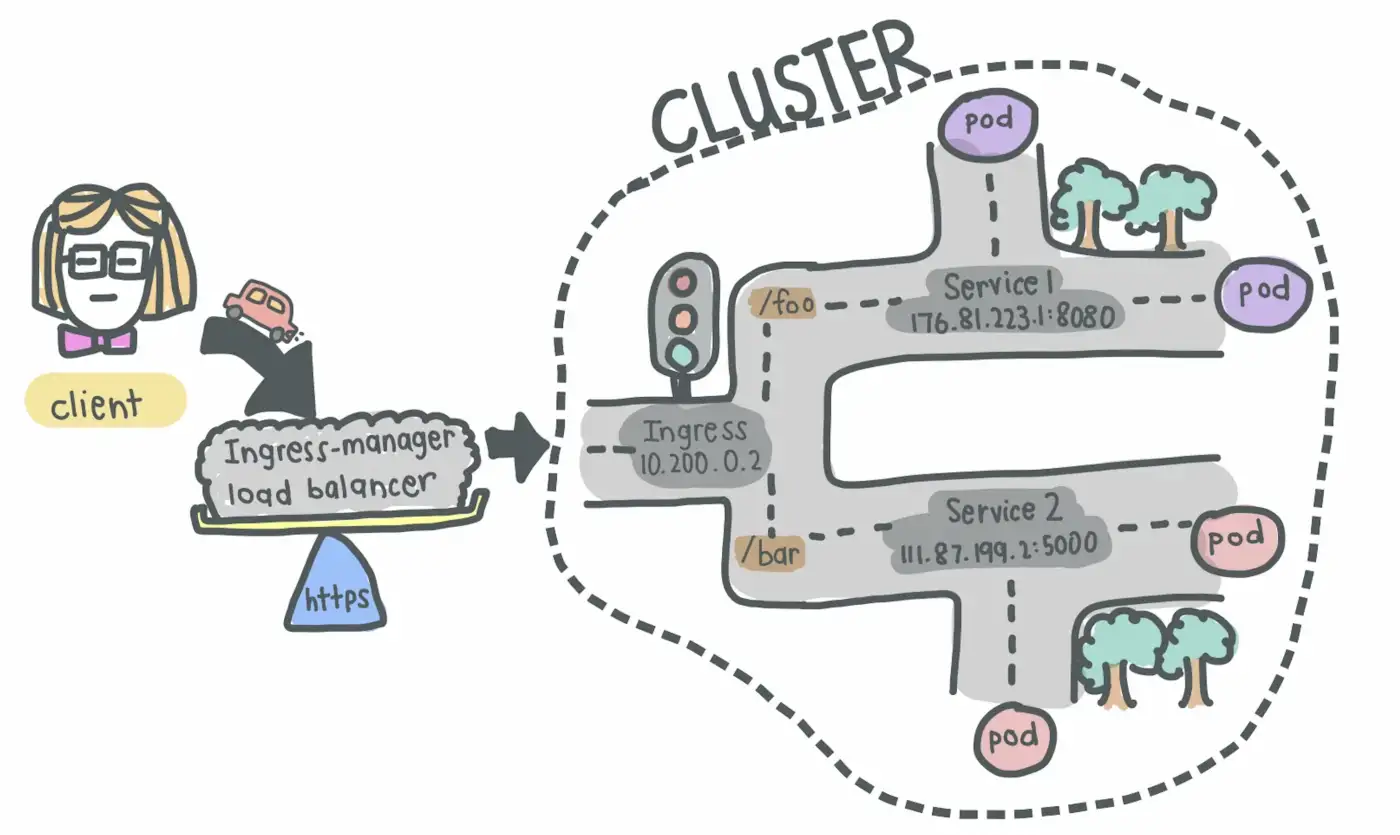 CLUSTER
client
Ingress-manager
load balancer
https
Ingress
10.200.0.2
/foo
/bar
Service 1
176.81.223.1:8080
pod
pod
Service 2
111.87.199.2:5000
pod
pod